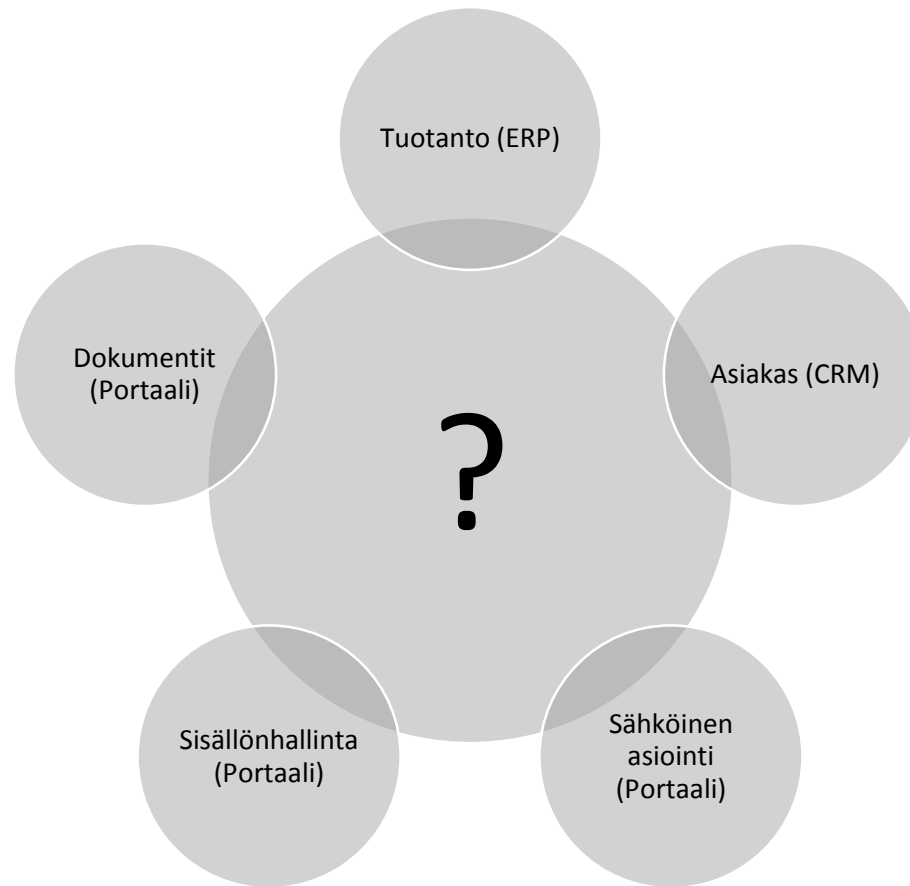 Tuotanto (ERP)
Dokumentit
(Portaali)
Asiakas (CRM)
?
Sisällönhallinta
(Portaali)
Sähköinen
asiointi
(Portaali)